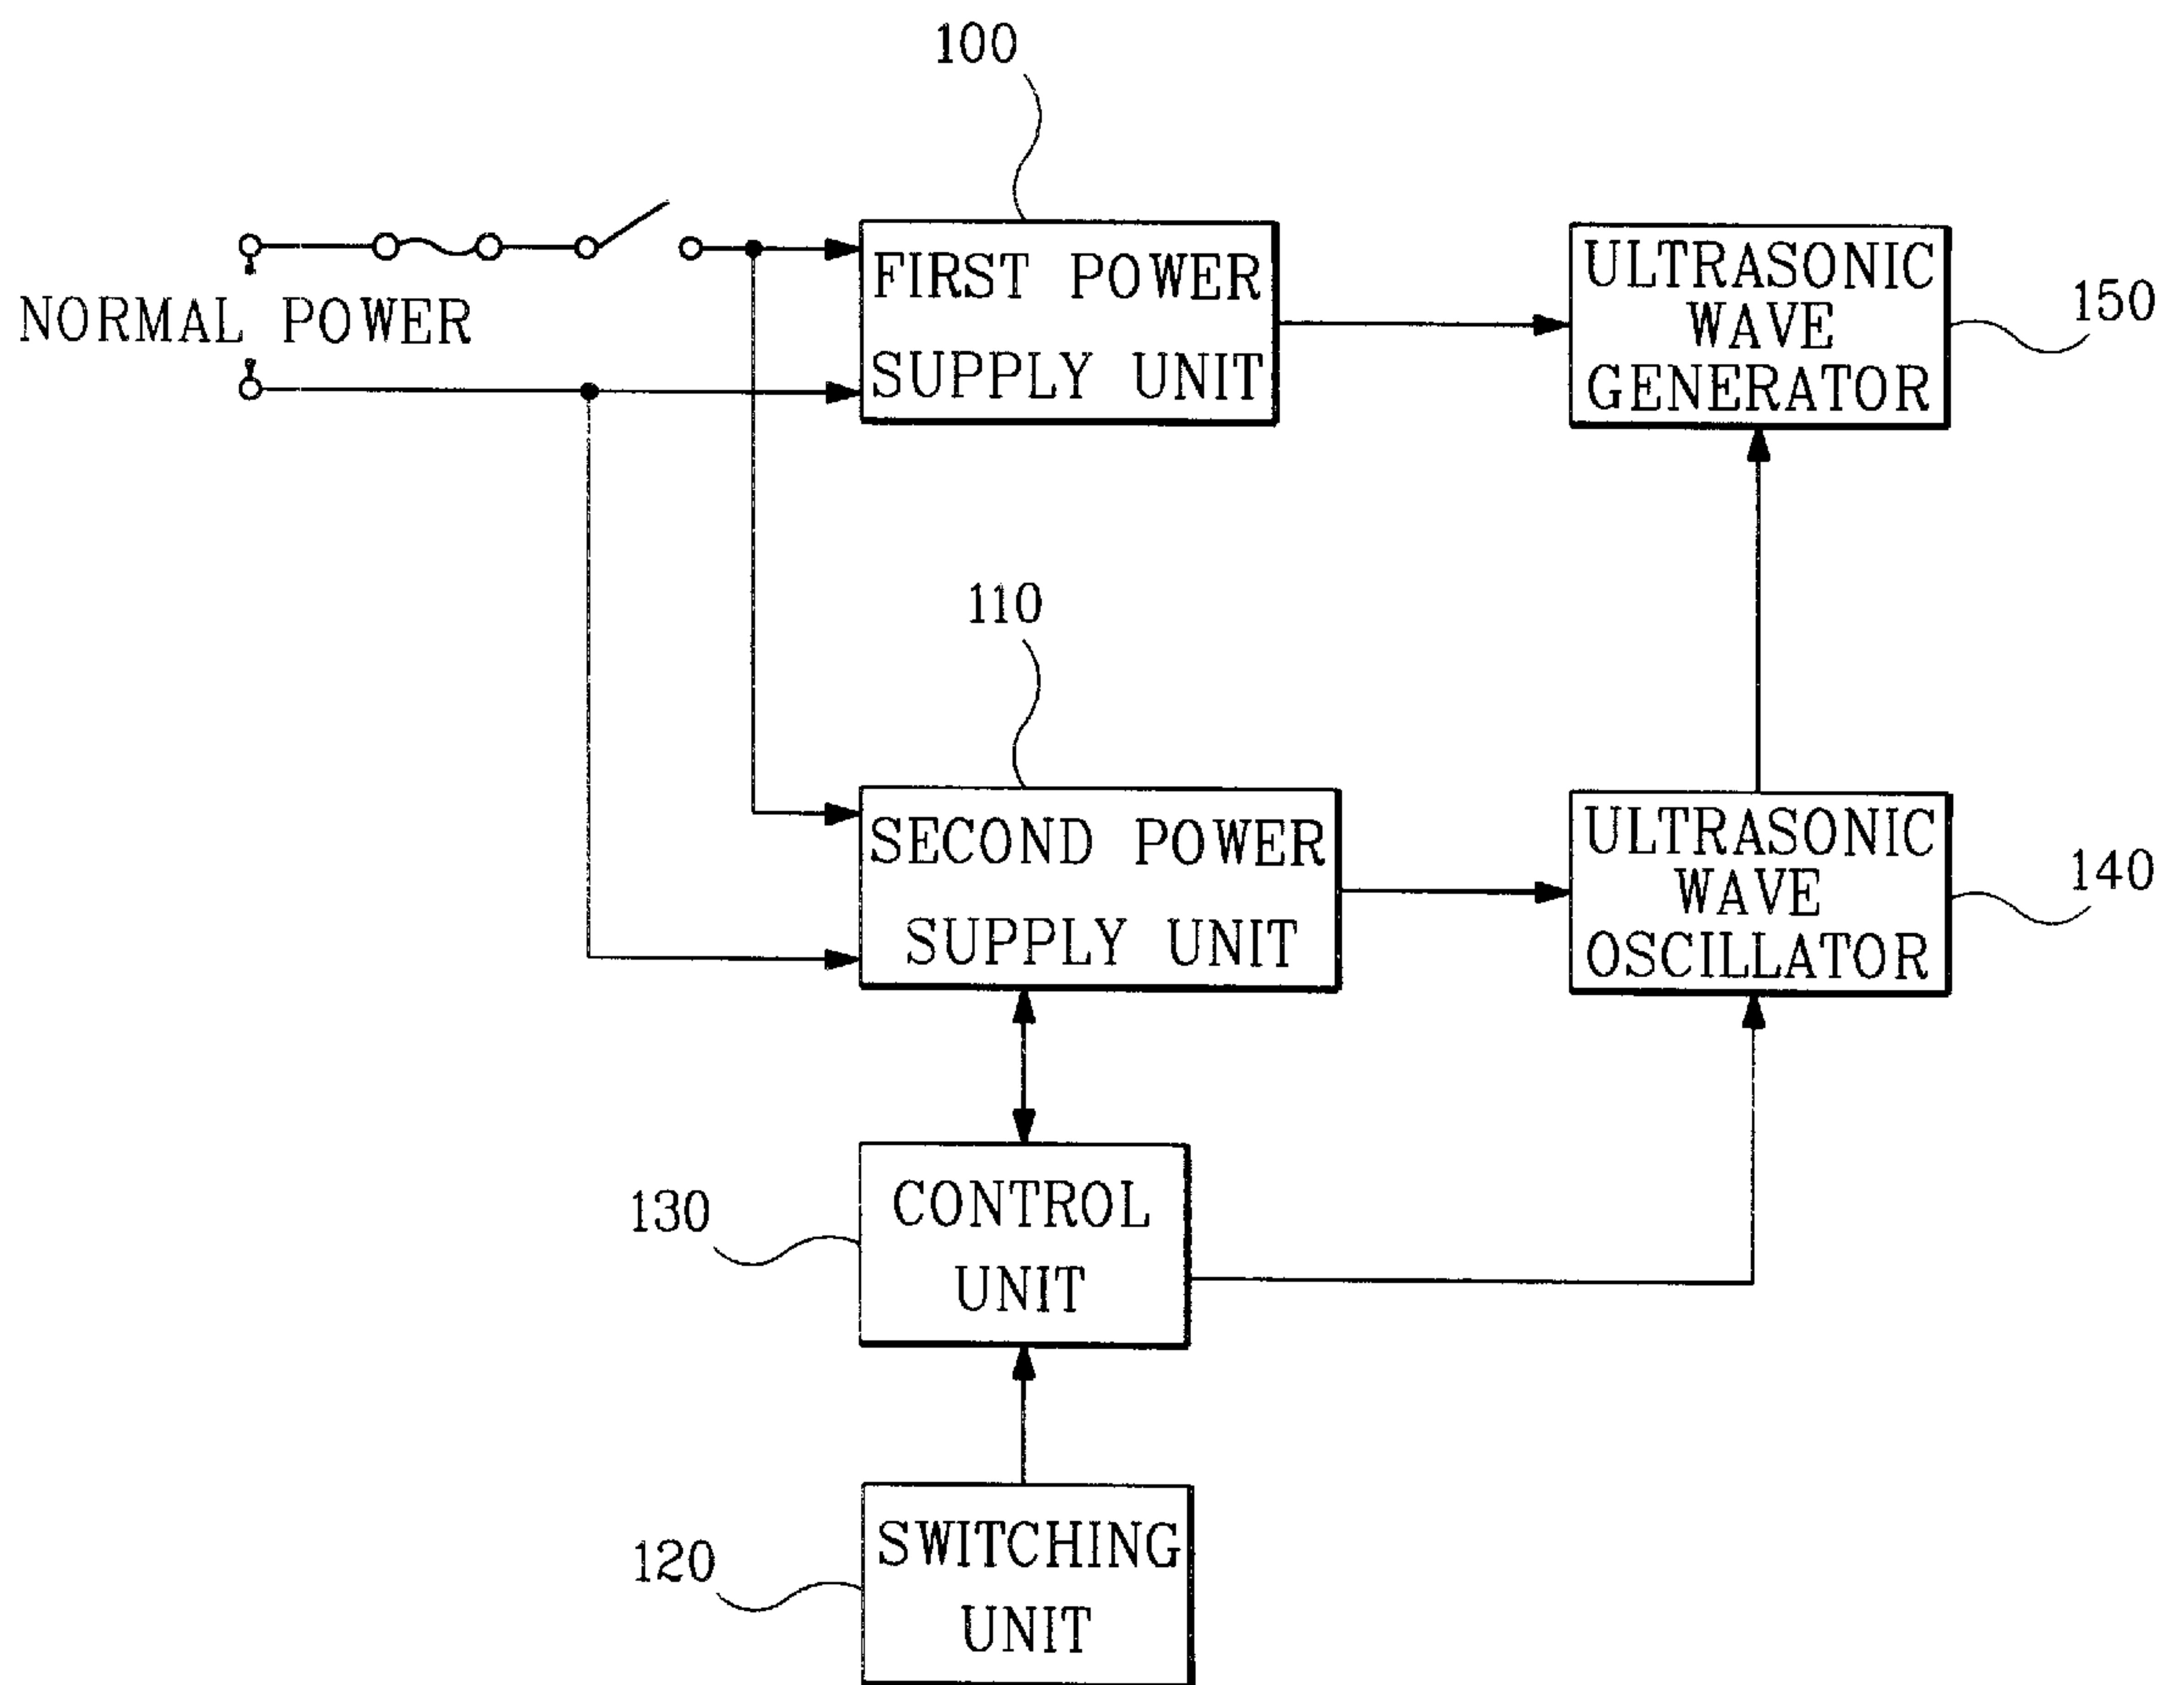 100
FIRST POWER
SUPPLY UNIT
ULTRASONIC
WAVE
GENERATOR
150
NORMAL POWER
110
SECOND POWER
SUPPLY UNIT
ULTRASONIC
WAVE
OSCILLATOR
140
130
CONTROL
UNIT
120
SWITCHING
UNIT